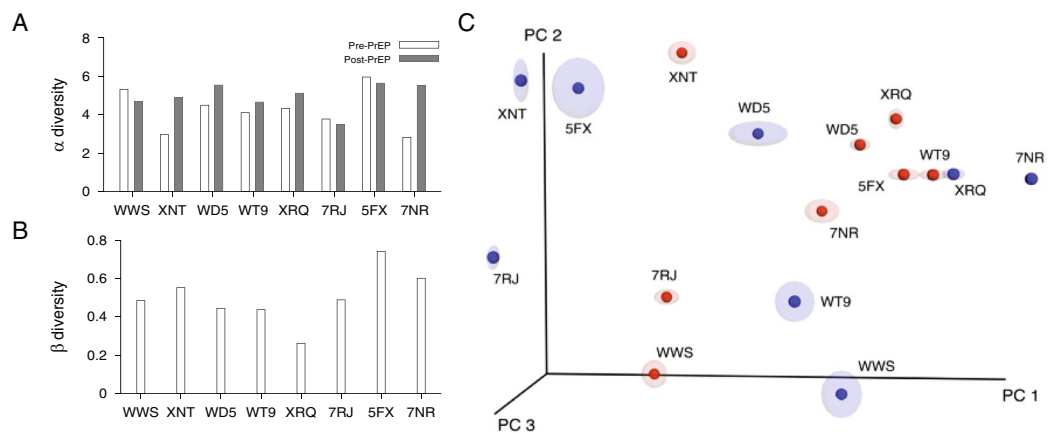 A
α diversity
8
6
4
2
0
Pre-PrEP
Post-PrEP
WWS XNT WD5 WT9 XRQ 7RJ 5FX 7NR
B
β diversity
0.8
0.6
0.4
0.2
0
WWS XNT WD5 WT9 XRQ 7RJ 5FX 7NR
C
PC 2
XNT
XNT
5FX
WD5
XRQ
WD5
WT9
7NR
5FX
XRQ
7NR
7RJ
7RJ
WT9
WWS
WWS
PC 1
PC 3